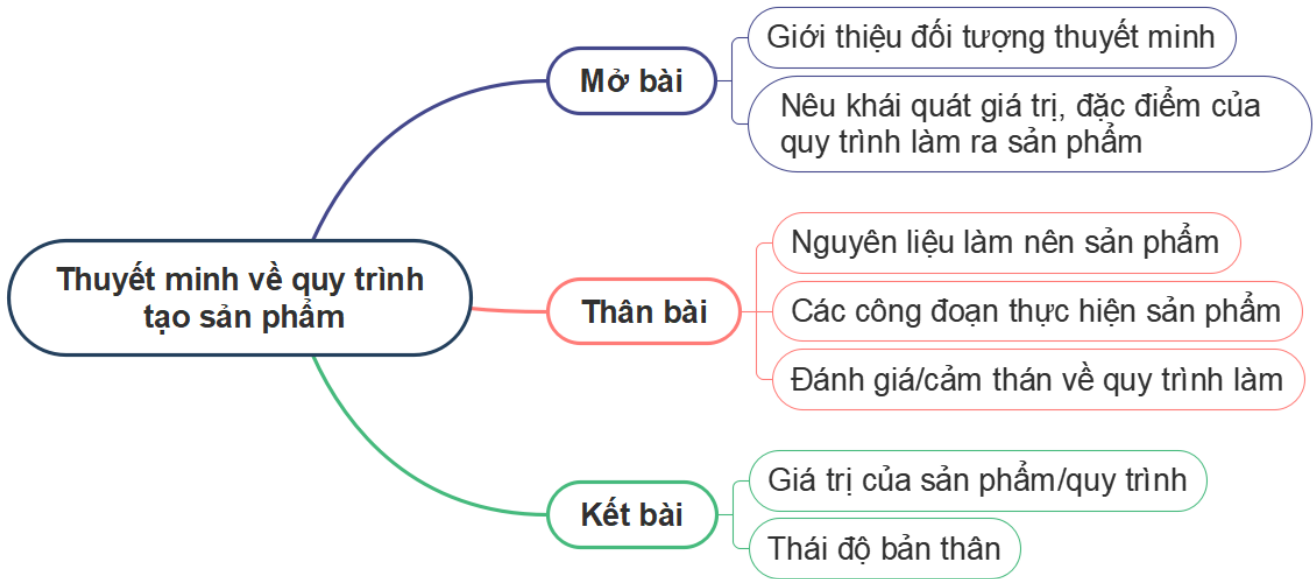 Thuyết minh về quy trình
tạo sản phẩm
Mở bài
Giới thiệu đối tượng thuyết minh
Nêu khái quát giá trị, đặc điểm của
quy trình làm ra sản phẩm
Thân bài
Nguyên liệu làm nên sản phẩm
Các công đoạn thực hiện sản phẩm
Đánh giá/cảm thán về quy trình làm
Kết bài
Giá trị của sản phẩm/quy trình
Thái độ bản thân